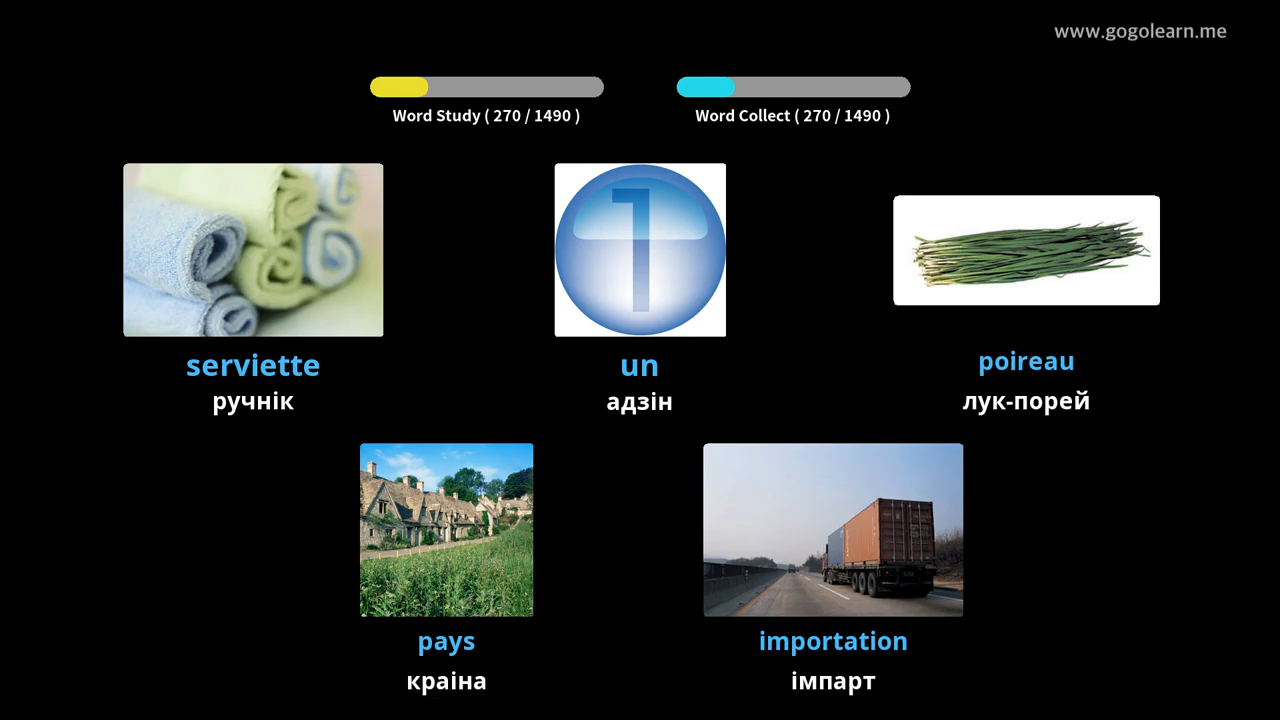 www.gogolearn.me
Word Study ( 270 / 1490 )
Word Collect ( 270 / 1490 )
1
serviette
ручнік
un
адзін
poireau
лук-порей
pays
краіна
importation
імпарт